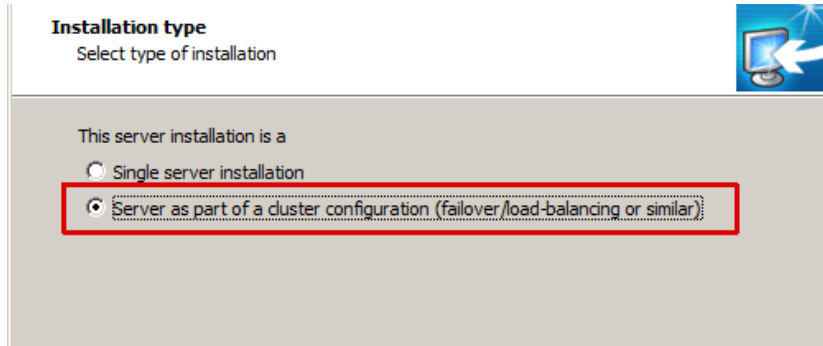 Installation type
Select type of installation
This server installation is a
Single server installation
Server as part of a cluster configuration (failover/load-balancing or similar)